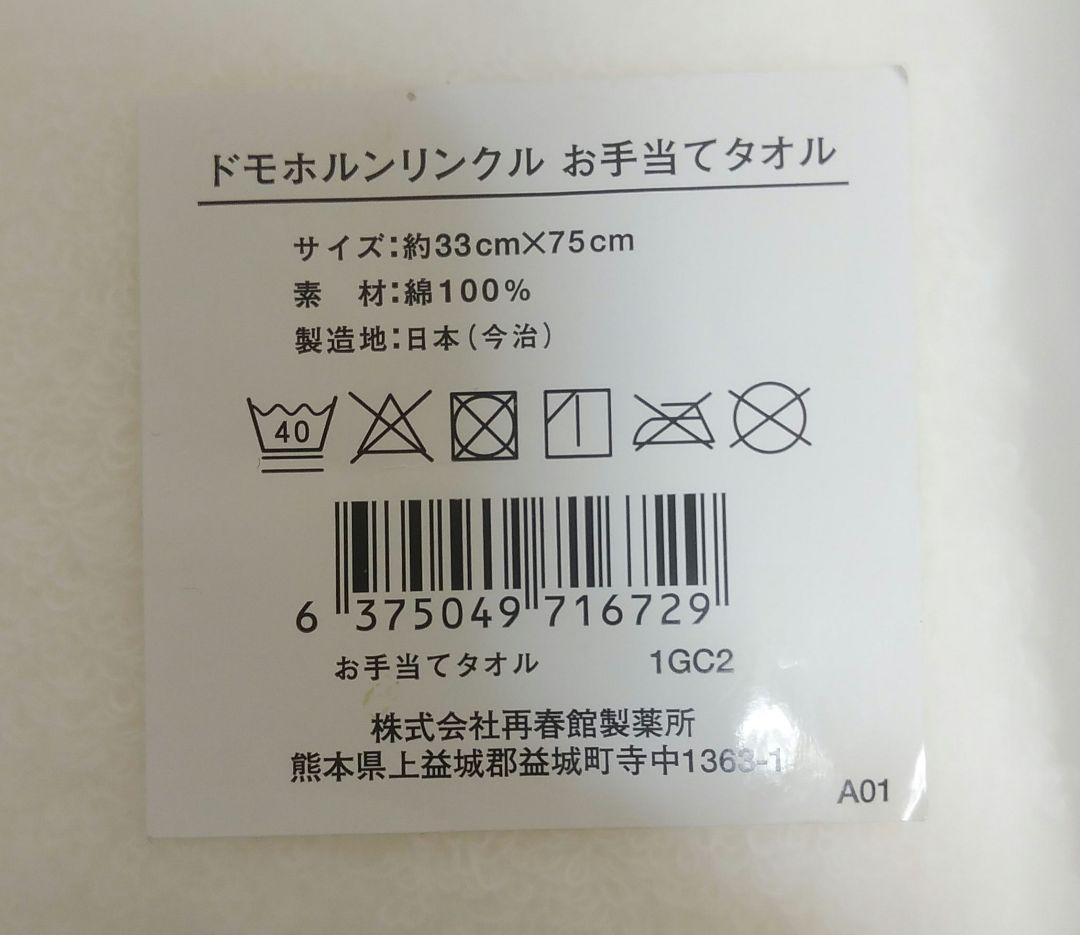 ドモホルンリンクル お手当てタオル
サイズ:約33cm×75cm
素　材:綿100%
製造地:日本(今治)
40
6 375049 716729
お手当てタオル 1GC2
株式会社再春館製薬所
熊本県上益城郡益城町寺中1363-1
A01